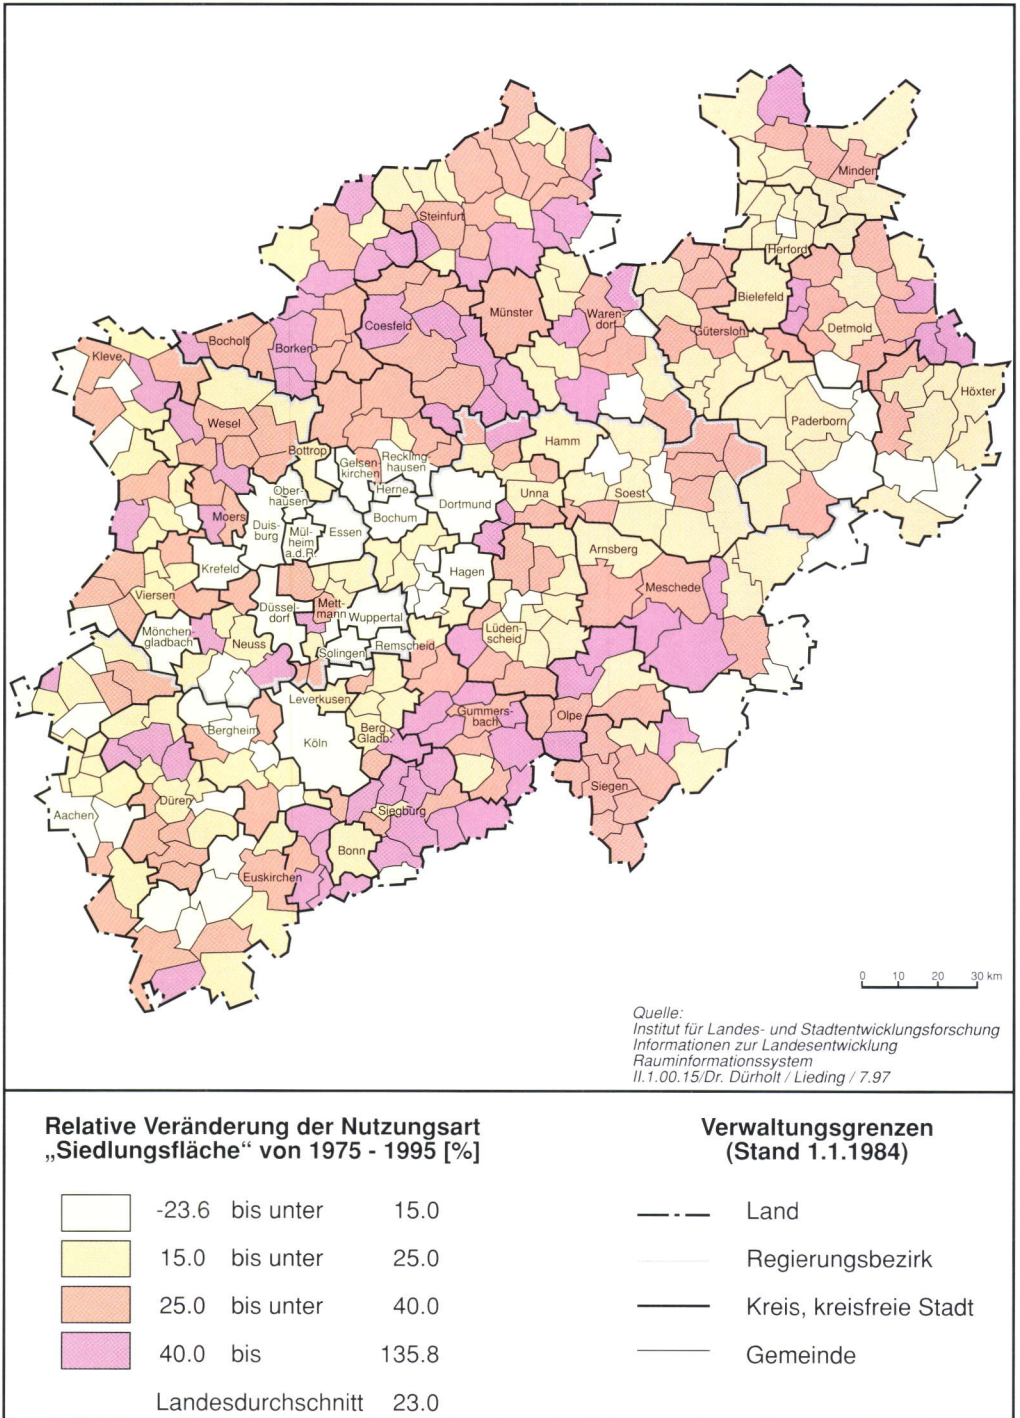 Minden
Steinfurt
Herford
Bielefeld
Münster
Waren-
dorf
Coesfeld
Gütersloh
Detmold
Bocholt
Borken
Kleve
Höxter
Paderborn
Wesel
Hamm
Bottrop
Gelsen-
kirchen
Reckling-
hausen
Herne
Ober-
hausen
Dortmund
Unna
Soest
Moers
Duis-
burg
Mül-
heim
a.d.R.
Essen
Bochum
Arnsberg
Krefeld
Hagen
Meschede
Viersen
Düssel-
dorf
Mett-
mann
Wuppertal
Mönchen-
gladbach
Neuss
Solingen
Remscheid
Lüden-
scheid
Leverkusen
Gummers-
bach
Olpe
Bergheim
Köln
Berg.
Gladb.
Siegen
Düren
Aachen
Siegburg
Bonn
Euskirchen
0 10 20 30 km
Quelle:
Institut für Landes- und Stadtentwicklungsforschung
Informationen zur Landesentwicklung
Rauminformationssystem
II.1.00.15/Dr. Dürholt / Lieding / 7.97
Relative Veränderung der Nutzungsart
„Siedlungsfläche“ von 1975 - 1995 [%]
-23.6 bis unter 15.0
15.0 bis unter 25.0
25.0 bis unter 40.0
40.0 bis 135.8
Landesdurchschnitt 23.0
Verwaltungsgrenzen
(Stand 1.1.1984)
Land
Regierungsbezirk
Kreis, kreisfreie Stadt
Gemeinde